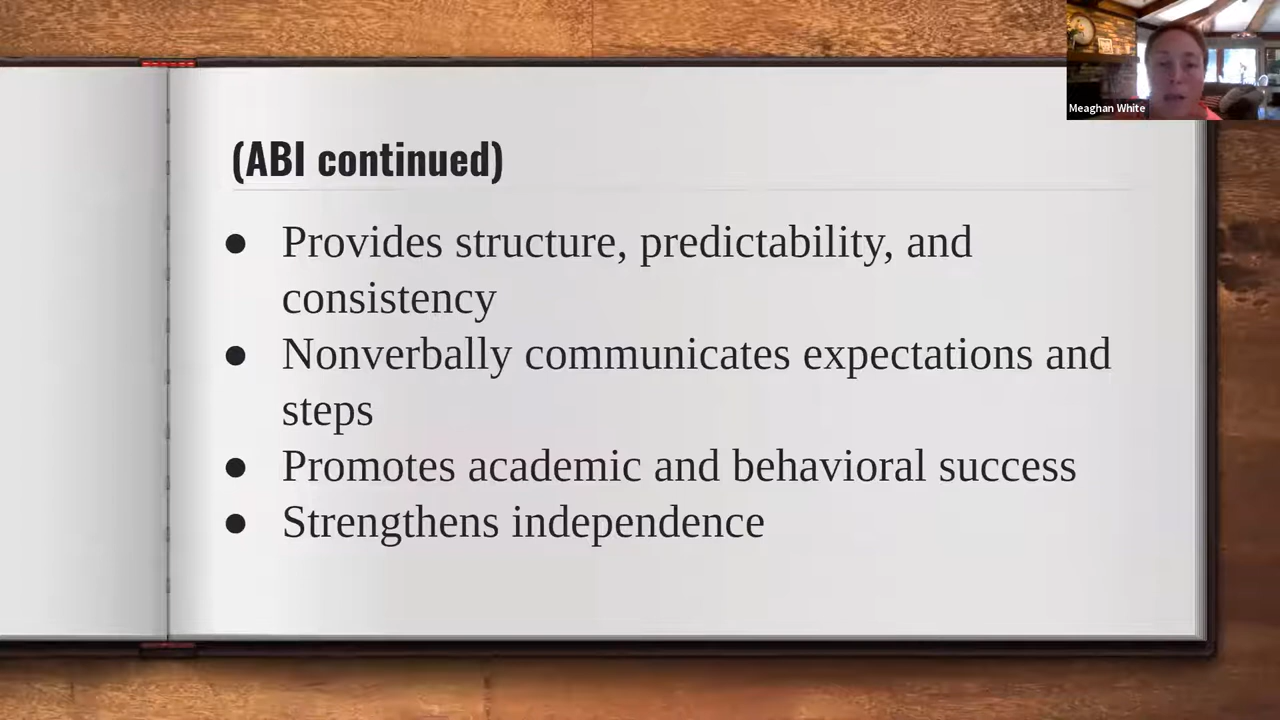 Meaghan White
(ABI continued)
● Provides structure, predictability, and
consistency
● Nonverbally communicates expectations and
steps
● Promotes academic and behavioral success
● Strengthens independence